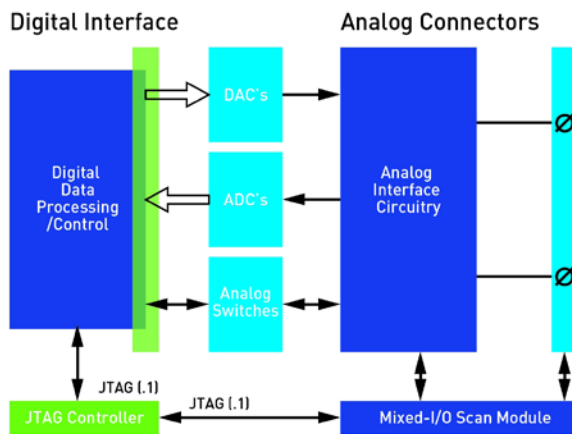 Digital Interface
Analog Connectors
DAC's
Digital
Data
Processing
/Control
ADC's
Analog
Interface
Circuitry
Analog
Switches
JTAG (.1)
JTAG Controller
JTAG (.1)
Mixed-I/O Scan Module